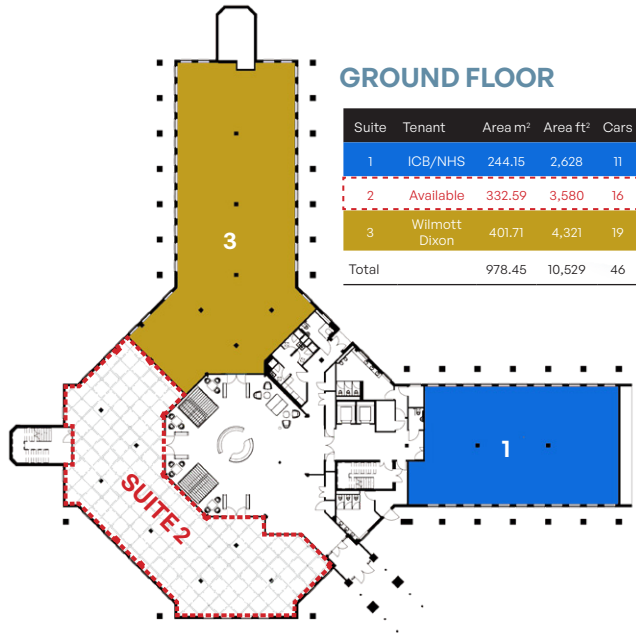 GROUND FLOOR
Suite Tenant Area m² Area ft² Cars
1 ICB/NHS 244.15 2,628 11
2 Available 332.59 3,580 16
3 Wilmott Dixon 401.71 4,321 19
Total 978.45 10,529 46
3
1
SUITE 2